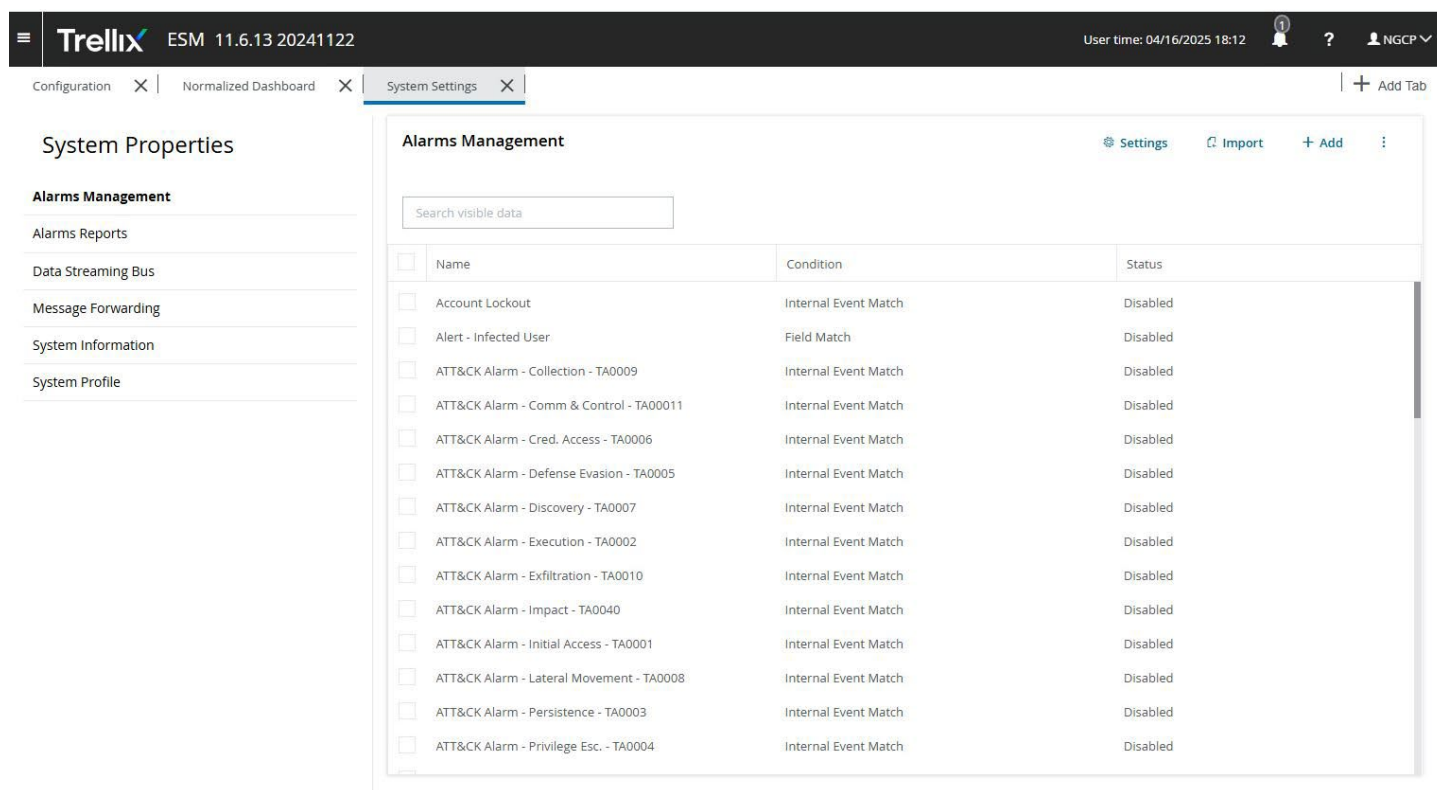 Trellix ESM 11.6.13 20241122 User time: 04/16/2025 18:12 1 ? NGCP
Configuration Normalized Dashboard System Settings + Add Tab
System Properties
Alarms Management
Alarms Reports
Data Streaming Bus
Message Forwarding
System Information
System Profile
Alarms Management Settings Import + Add
Search visible data
Name Condition Status
Account Lockout Internal Event Match Disabled
Alert - Infected User Field Match Disabled
ATT&CK Alarm - Collection - TA0009 Internal Event Match Disabled
ATT&CK Alarm - Comm & Control - TA00011 Internal Event Match Disabled
ATT&CK Alarm - Cred. Access - TA0006 Internal Event Match Disabled
ATT&CK Alarm - Defense Evasion - TA0005 Internal Event Match Disabled
ATT&CK Alarm - Discovery - TA0007 Internal Event Match Disabled
ATT&CK Alarm - Execution - TA0002 Internal Event Match Disabled
ATT&CK Alarm - Exfiltration - TA0010 Internal Event Match Disabled
ATT&CK Alarm - Impact - TA0040 Internal Event Match Disabled
ATT&CK Alarm - Initial Access - TA0001 Internal Event Match Disabled
ATT&CK Alarm - Lateral Movement - TA0008 Internal Event Match Disabled
ATT&CK Alarm - Persistence - TA0003 Internal Event Match Disabled
ATT&CK Alarm - Privilege Esc. - TA0004 Internal Event Match Disabled